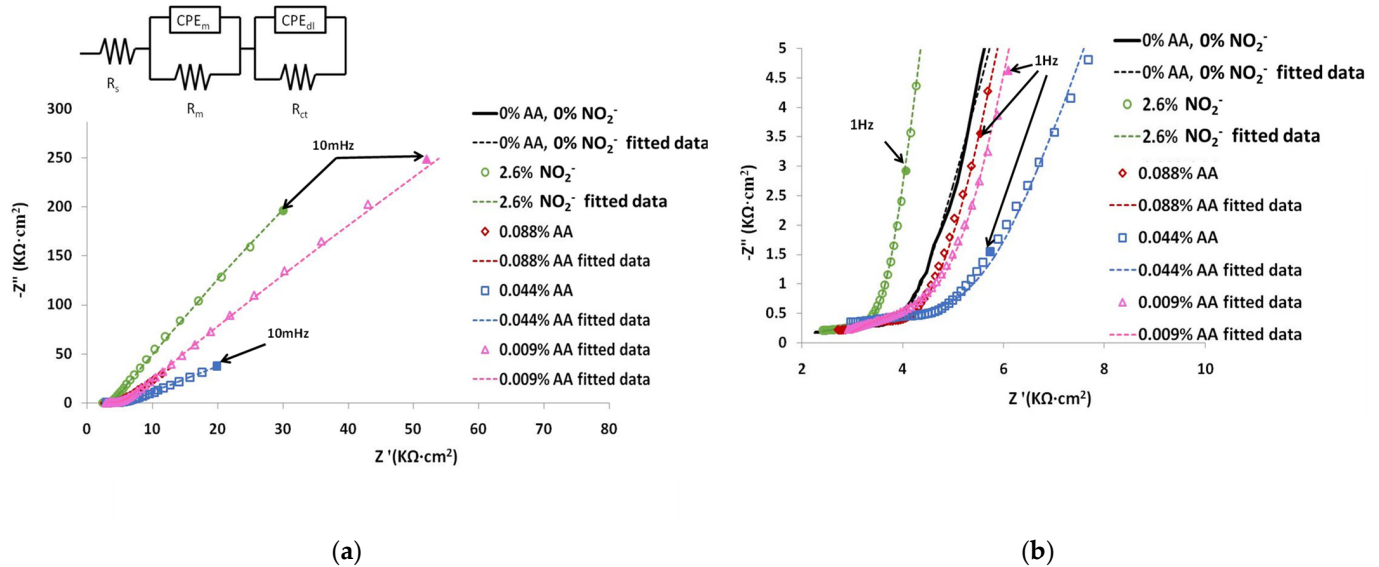 CPEm
CPEdl
Rs
Rm
Rct
300
250
200
150
100
50
0
-Z'' (KΩ·cm²)
0 10 20 30 40 50 60 70 80
Z '(KΩ·cm²)
10mHz
10mHz
0% AA, 0% NO₂⁻
0% AA, 0% NO₂⁻ fitted data
2.6% NO₂⁻
2.6% NO₂⁻ fitted data
0.088% AA
0.088% AA fitted data
0.044% AA
0.044% AA fitted data
0.009% AA fitted data
0.009% AA fitted data
(a)
5
4.5
4
3.5
3
2.5
2
1.5
1
0.5
0
-Z'' (KΩ·cm²)
2 4 6 8 10
Z '(KΩ·cm²)
1Hz
1Hz
0% AA, 0% NO₂⁻
0% AA, 0% NO₂⁻ fitted data
2.6% NO₂⁻
2.6% NO₂⁻ fitted data
0.088% AA
0.088% AA fitted data
0.044% AA
0.044% AA fitted data
0.009% AA fitted data
0.009% AA fitted data
(b)